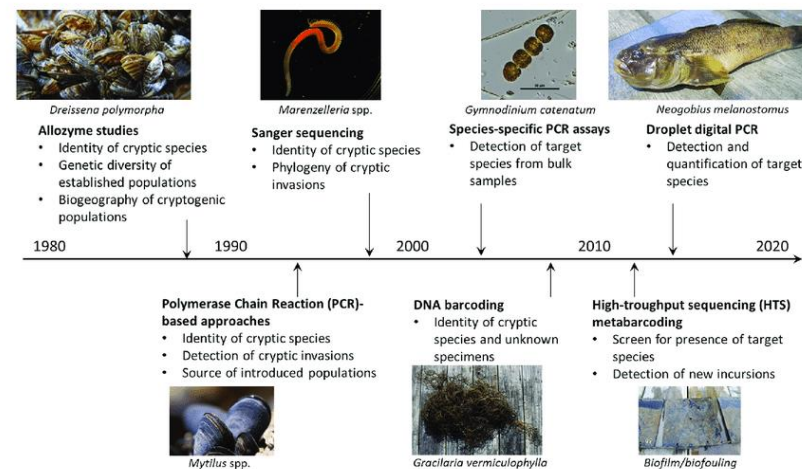 Dreissena polymorpha
Marenzelleria spp.
Gymnodinium catenatum
Neogobius melanostomus
Allozyme studies
• Identity of cryptic species
• Genetic diversity of
established populations
• Biogeography of cryptogenic
populations
Sanger sequencing
• Identity of cryptic species
• Phylogeny of cryptic
invasions
Species-specific PCR assays
• Detection of target
species from bulk
samples
Droplet digital PCR
• Detection and
quantification of target
species
1980 1990 2000 2010 2020
Polymerase Chain Reaction (PCR)-
based approaches
• Identity of cryptic species
• Detection of cryptic invasions
• Source of introduced populations
Mytilus spp.
DNA barcoding
• Identity of cryptic
species and unknown
specimens
Gracilaria vermiculophylla
High-troughput sequencing (HTS)
metabarcoding
• Screen for presence of target
species
• Detection of new incursions
Biofilm/biofouling